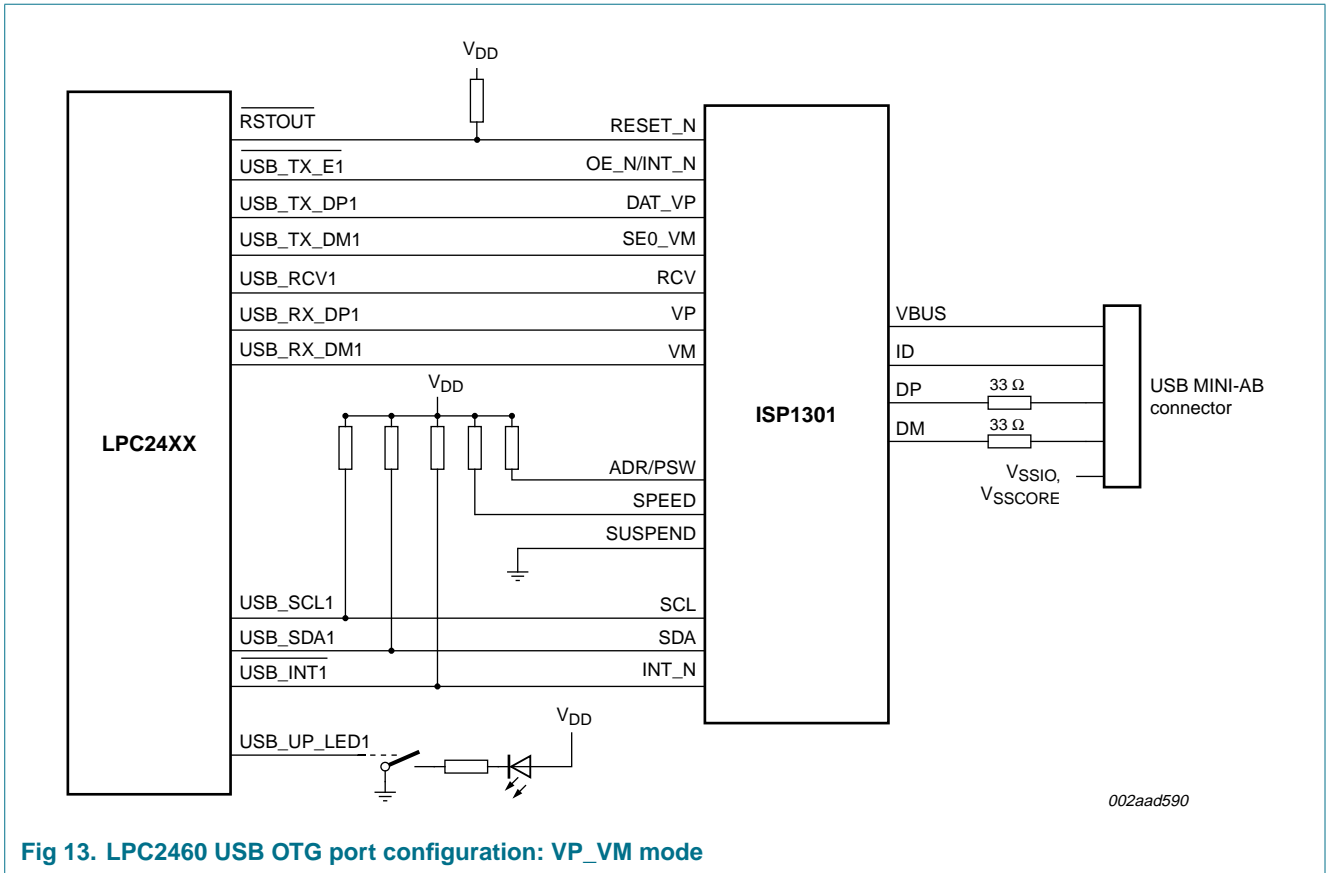 VDD
RSTOUT RESET_N
USB_TX_E1 OE_N/INT_N
USB_TX_DP1 DAT_VP
USB_TX_DM1 SE0_VM
USB_RCV1 RCV
USB_RX_DP1 VP
USB_RX_DM1 VM
LPC24XX
ISP1301
VBUS
ID
DP 33 Ω
DM 33 Ω
USB MINI-AB
connector
VSSIO,
VSSCORE
VDD
ADR/PSW
SPEED
SUSPEND
USB_SCL1 SCL
USB_SDA1 SDA
USB_INT1 INT_N
VDD
USB_UP_LED1
002aad590
Fig 13. LPC2460 USB OTG port configuration: VP_VM mode